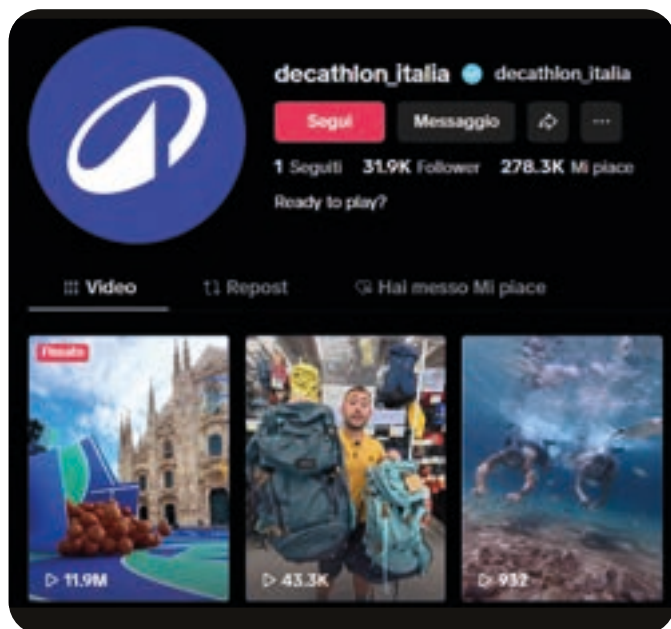 decathlon_italia decathlon_italia
Segui Messaggio ...
1 Seguiti 31.9K Follower 278.3K Mi piace
Ready to play?
Video Repost Hai messo Mi piace
Fissato
11.9M 43.3K 932